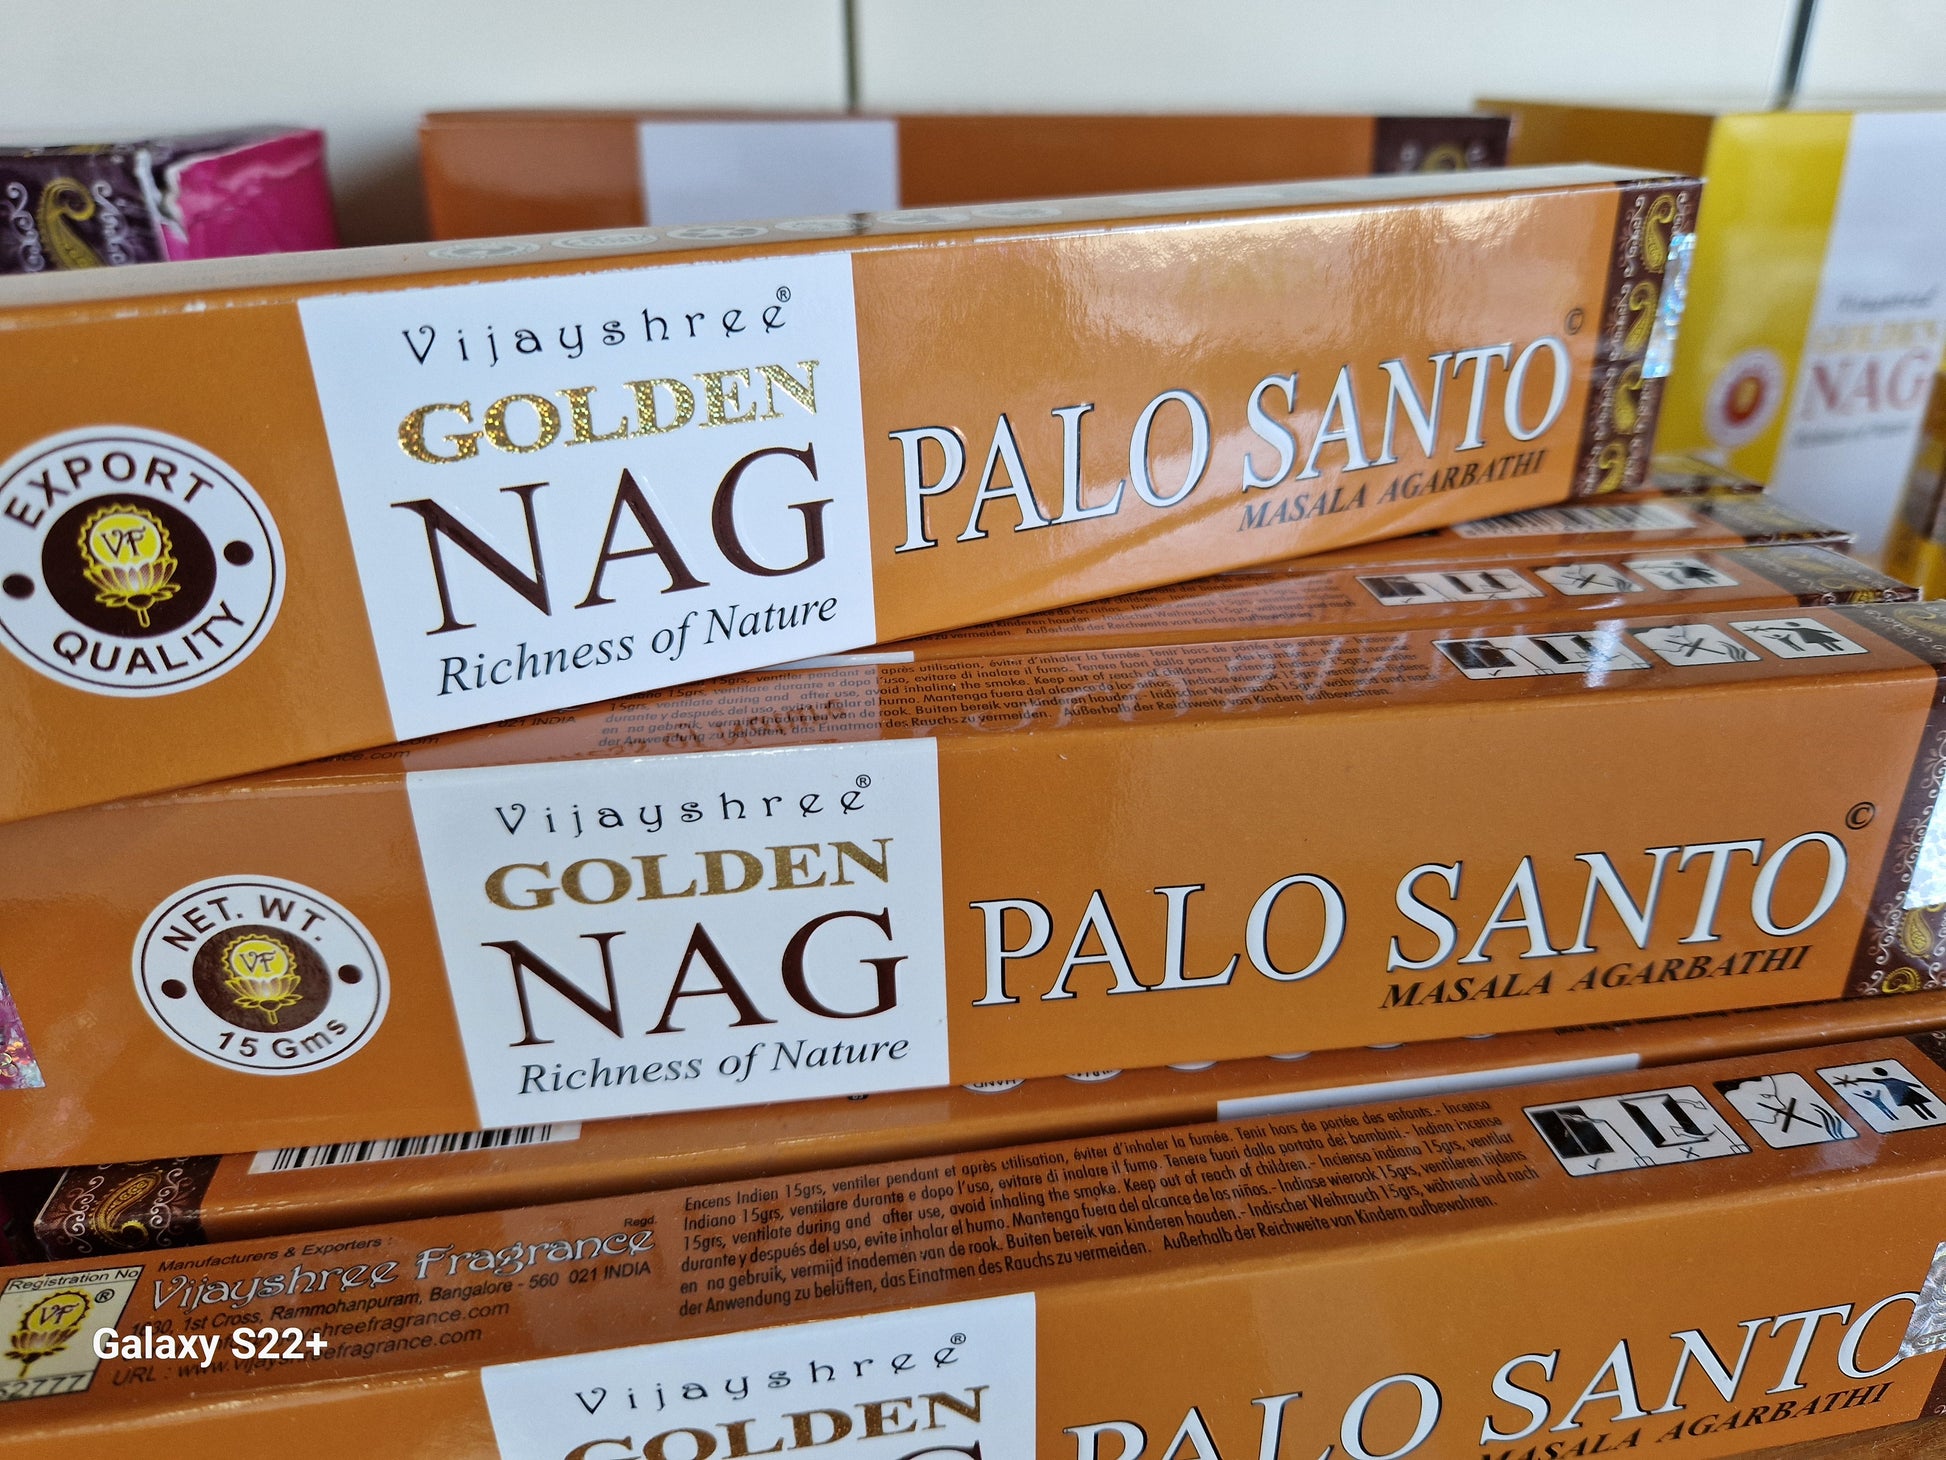 EXPORT
VF
QUALITY
Vijayshree®
GOLDEN
NAG
Richness of Nature
PALO SANTO©
MASALA AGARBATHI
GOLDEN
NAG
NET. WT.
VF
15 Gms
Vijayshree®
GOLDEN
NAG
Richness of Nature
PALO SANTO©
MASALA AGARBATHI
Registration No
VF®
Manufacturers & Exporters :
Regd.
Vijayshree Fragrance
1st Cross, Rammohanpuram, Bangalore - 560 021 INDIA
URL : www.vijayshreefragrance.com
Encens Indien 15grs, ventiler pendant et après utilisation, éviter d'inhaler la fumée. Tenir hors de portée des enfants.- Incenso
Indiano 15grs, ventilare durante e dopo l'uso, evitare di inalare il fumo. Tenere fuori dalla portata dei bambini.- Indian incense
15grs, ventilate during and after use, avoid inhaling the smoke. Keep out of reach of children.- Incienso indiano 15grs, ventilar
durante y después del uso, evite inhalar el humo. Mantenga fuera del alcance de los niños.- Indiase wierook 15grs, ventileren tijdens
en na gebruik, vermijd inademen van de rook. Buiten bereik van kinderen houden.- Indischer Weihrauch 15grs, während und nach
der Anwendung zu belüften, das Einatmen des Rauchs zu vermeiden. Außerhalb der Reichweite von Kindern aufbewahren.
Galaxy S22+
Vijayshree®
GOLDEN
PALO SANTO
MASALA AGARBATHI